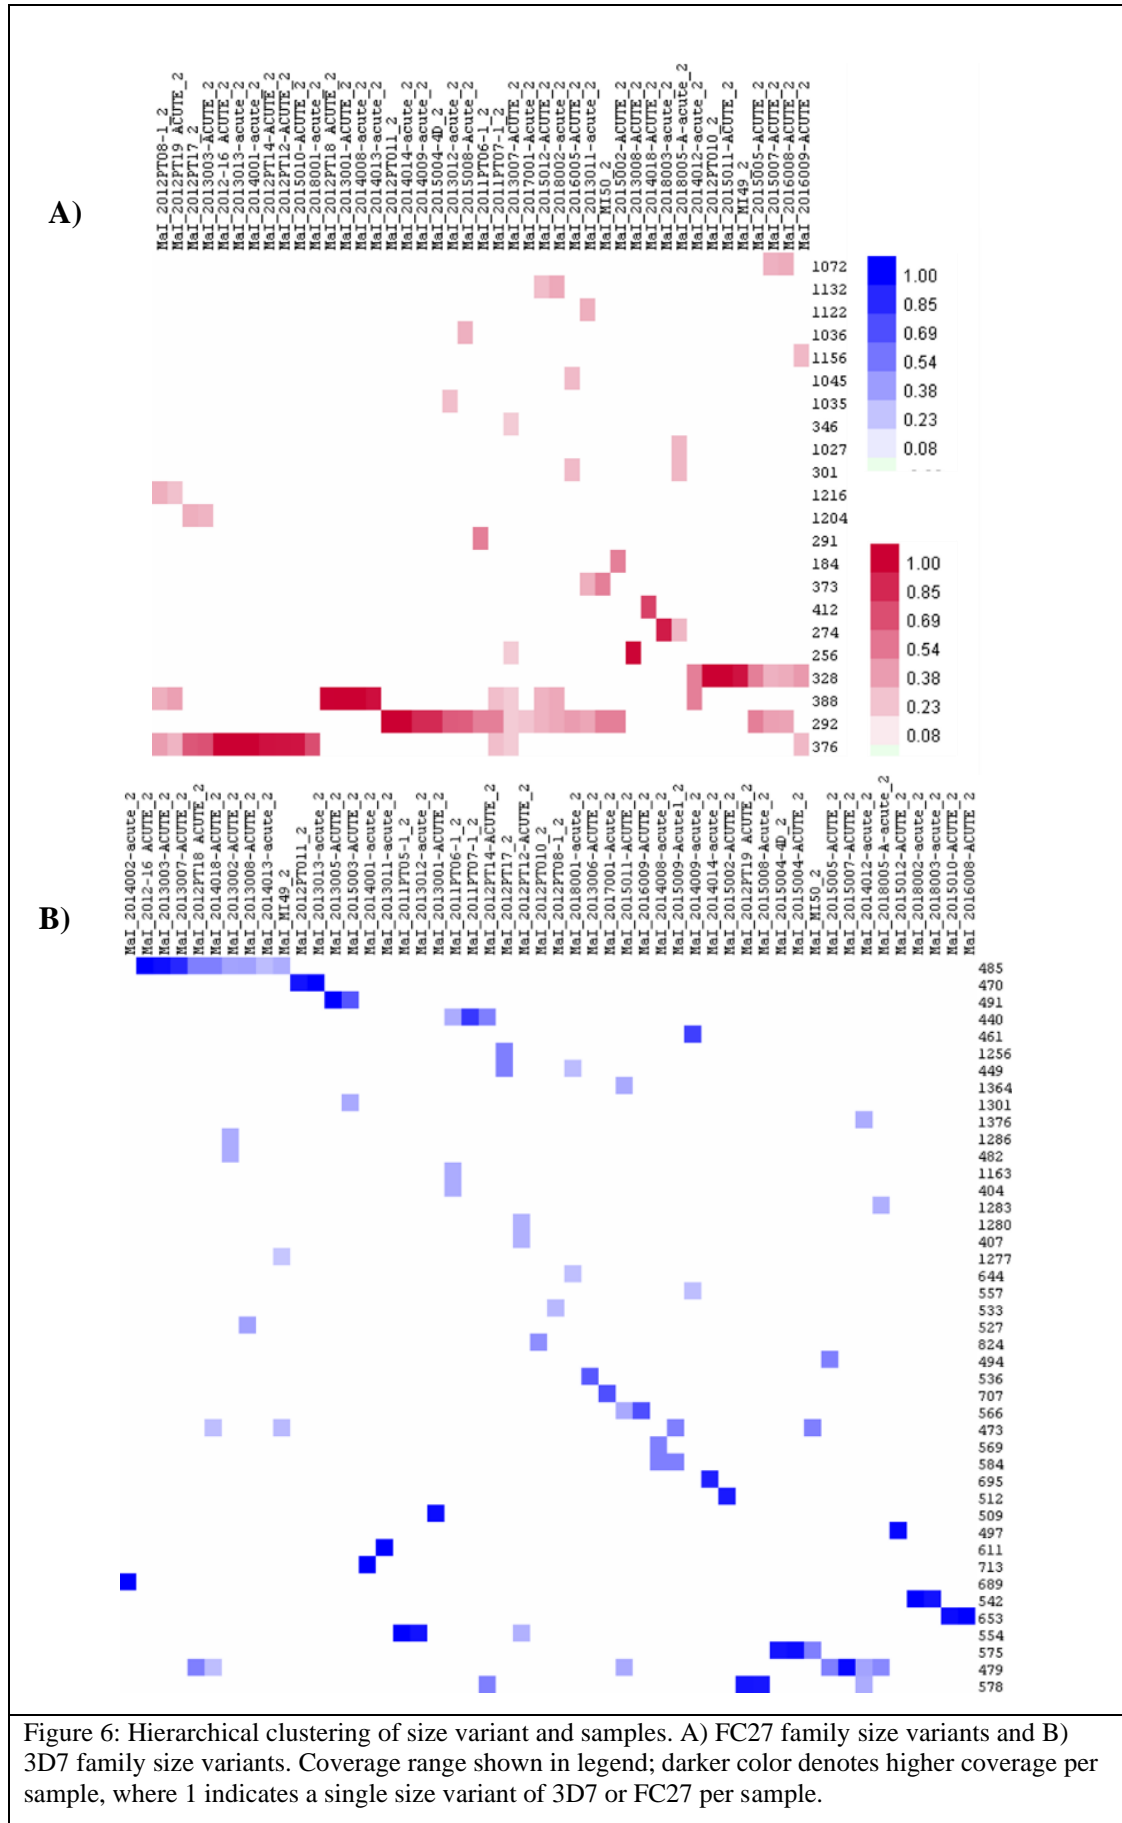 A)
MaI_2012PT08-1_2
MaI_2012PT19_ACUTE_2
MaI_2012PT17_2
MaI_2013003-ACUTE_2
MaI_2012-16_ACUTE_2
MaI_2013013-acute_2
MaI_2014001-acute_2
MaI_2012PT14-ACUTE_2
MaI_2012PT12-ACUTE_2
MaI_2015010-ACUTE_2
MaI_2018001-acute_2
MaI_2012PT18_ACUTE_2
MaI_2013001-ACUTE_2
MaI_2014008-acute_2
MaI_2014013-acute_2
MaI_2012PT011_2
MaI_2014014-acute_2
MaI_2014009-acute_2
MaI_2015004-4D_2
MaI_2013012-acute_2
MaI_2015008-Acute_2
MaI_2011PT06-1_2
MaI_2011PT07-1_2
MaI_2013007-ACUTE_2
MaI_2017001-Acute_2
MaI_2015012-ACUTE_2
MaI_2018002-acute_2
MaI_2016005-ACUTE_2
MaI_2013011-acute_2
MaI_MI50_2
MaI_2015002-ACUTE_2
MaI_2013008-ACUTE_2
MaI_2014018-ACUTE_2
MaI_2018003-acute_2
MaI_2018005-A-acute_2
MaI_2014012-acute_2
MaI_2012PT010_2
MaI_2015011-ACUTE_2
MaI_MI49_2
MaI_2015005-ACUTE_2
MaI_2015007-ACUTE_2
MaI_2016008-ACUTE_2
MaI_2016009-ACUTE_2
1072
1132
1122
1036
1156
1045
1035
346
1027
301
1216
1204
291
184
373
412
274
256
328
388
292
376
1.00
0.85
0.69
0.54
0.38
0.23
0.08
1.00
0.85
0.69
0.54
0.38
0.23
0.08
B)
MaI_2014002-acute_2
MaI_2012-16_ACUTE_2
MaI_2013003-ACUTE_2
MaI_2013007-ACUTE_2
MaI_2012PT18_ACUTE_2
MaI_2014018-ACUTE_2
MaI_2013002-ACUTE_2
MaI_2013008-ACUTE_2
MaI_2014013-acute_2
MaI_MI49_2
MaI_2012PT011_2
MaI_2013013-acute_2
MaI_2013005-ACUTE_2
MaI_2015003-ACUTE_2
MaI_2014001-acute_2
MaI_2013011-acute_2
MaI_2011PT05-1_2
MaI_2013012-acute_2
MaI_2013001-ACUTE_2
MaI_2011PT06-1_2
MaI_2011PT07-1_2
MaI_2012PT14-ACUTE_2
MaI_2012PT17_2
MaI_2012PT12-ACUTE_2
MaI_2012PT010_2
MaI_2012PT08-1_2
MaI_2018001-acute_2
MaI_2013006-ACUTE_2
MaI_2017001-Acute_2
MaI_2015011-ACUTE_2
MaI_2016009-ACUTE_2
MaI_2014008-acute_2
MaI_2015009-Acute1_2
MaI_2014009-acute_2
MaI_2014014-acute_2
MaI_2015002-ACUTE_2
MaI_2012PT19_ACUTE_2
MaI_2015008-Acute_2
MaI_2015004-4D_2
MaI_2015004-ACUTE_2
MaI_MI50_2
MaI_2015005-ACUTE_2
MaI_2015007-ACUTE_2
MaI_2014012-acute_2
MaI_2018005-A-acute_2
MaI_2015012-ACUTE_2
MaI_2018002-acute_2
MaI_2018003-acute_2
MaI_2015010-ACUTE_2
MaI_2016008-ACUTE_2
485
470
491
440
461
1256
449
1364
1301
1376
1286
482
1163
404
1283
1280
407
1277
644
557
533
527
824
494
536
707
566
473
569
584
695
512
509
497
611
713
689
542
653
554
575
479
578
Figure 6: Hierarchical clustering of size variant and samples. A) FC27 family size variants and B)
3D7 family size variants. Coverage range shown in legend; darker color denotes higher coverage per
sample, where 1 indicates a single size variant of 3D7 or FC27 per sample.